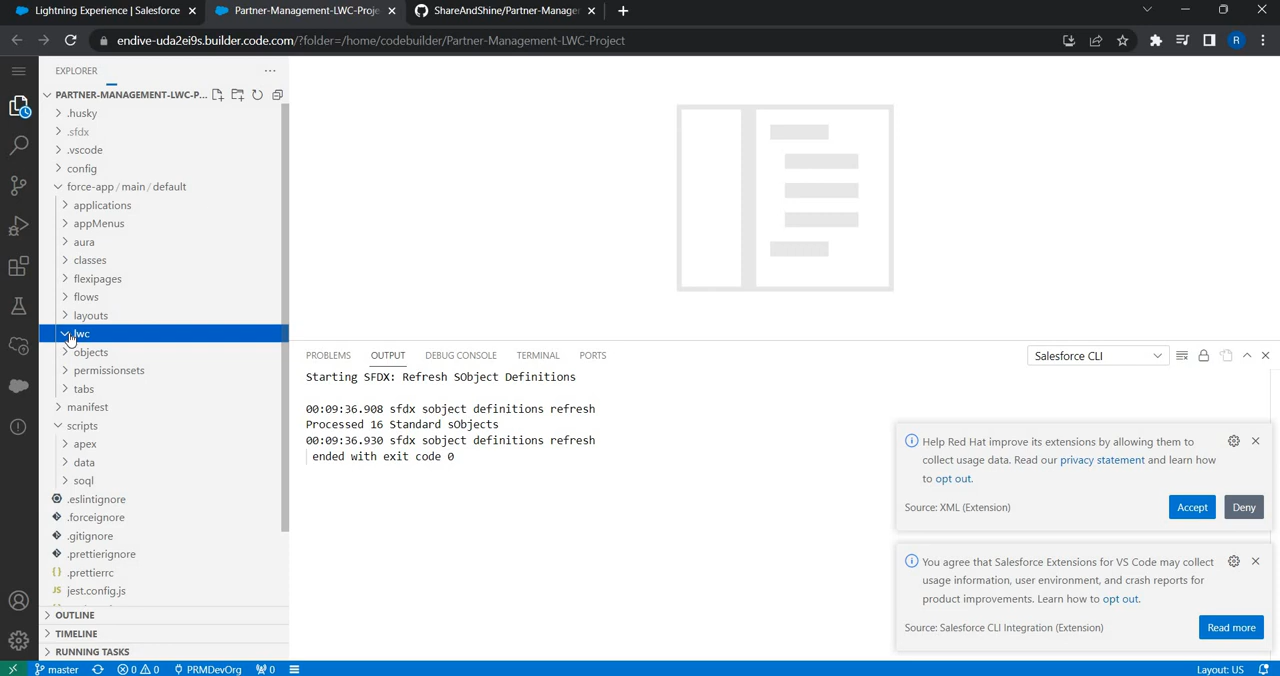 Lightning Experience | Salesforce
Partner-Management-LWC-Proje
ShareAndShine/Partner-Manager
endive-uda2ei9s.builder.code.com/?folder=/home/codebuilder/Partner-Management-LWC-Project
R
EXPLORER
PARTNER-MANAGEMENT-LWC-P...
.husky
.sfdx
.vscode
config
force-app / main / default
applications
appMenus
aura
classes
flexipages
flows
layouts
lwc
objects
permissionsets
tabs
manifest
scripts
apex
data
soql
.eslintignore
.forceignore
.gitignore
.prettierignore
{ } .prettierrc
JS jest.config.js
OUTLINE
TIMELINE
RUNNING TASKS
PROBLEMS OUTPUT DEBUG CONSOLE TERMINAL PORTS
Salesforce CLI
Starting SFDX: Refresh SObject Definitions
00:09:36.908 sfdx sobject definitions refresh
Processed 16 Standard sObjects
00:09:36.930 sfdx sobject definitions refresh
ended with exit code 0
Help Red Hat improve its extensions by allowing them to
collect usage data. Read our privacy statement and learn how
to opt out.
Source: XML (Extension)
Accept
Deny
You agree that Salesforce Extensions for VS Code may collect
usage information, user environment, and crash reports for
product improvements. Learn how to opt out.
Source: Salesforce CLI Integration (Extension)
Read more
master 0 0 PRMDevOrg 0 Layout: US